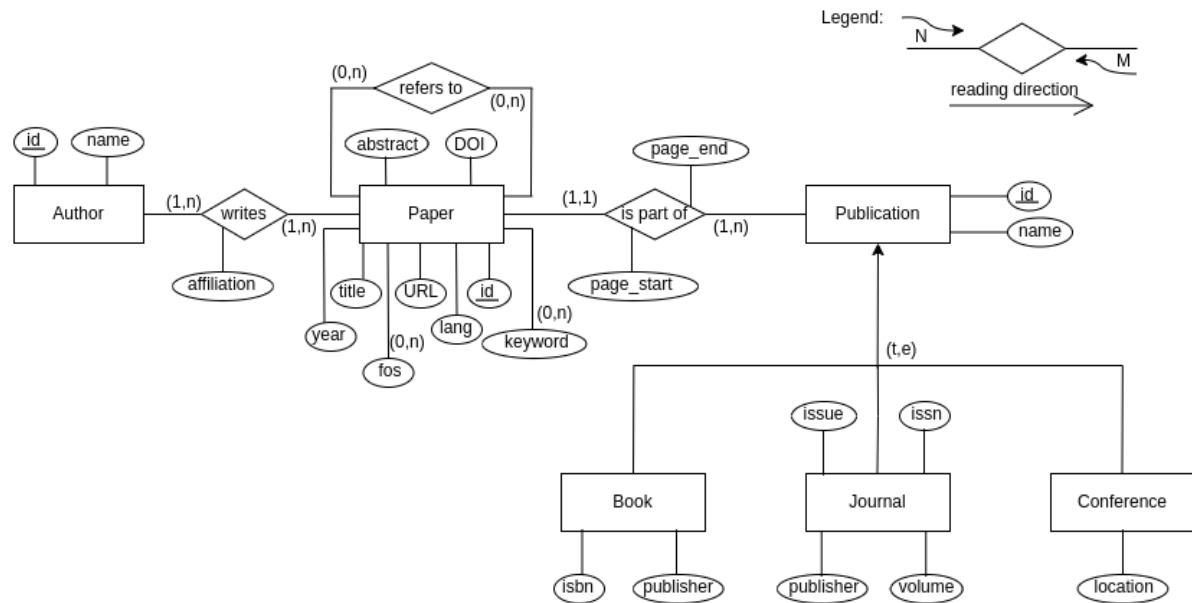 Legend:
N
M
reading direction
(0,n)
refers to
(0,n)
id
name
abstract
DOI
page_end
Author
(1,n)
writes
(1,n)
Paper
(1,1)
is part of
(1,n)
Publication
id
name
affiliation
title
URL
id
page_start
year
lang
(0,n)
keyword
(0,n)
fos
(t,e)
issue
issn
Book
Journal
Conference
isbn
publisher
publisher
volume
location